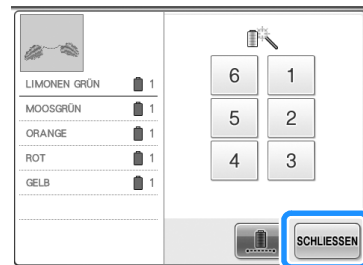 LIMONEN GRÜN 1
MOOSGRÜN 1
ORANGE 1
ROT 1
GELB 1
6 1
5 2
4 3
SCHLIESSEN